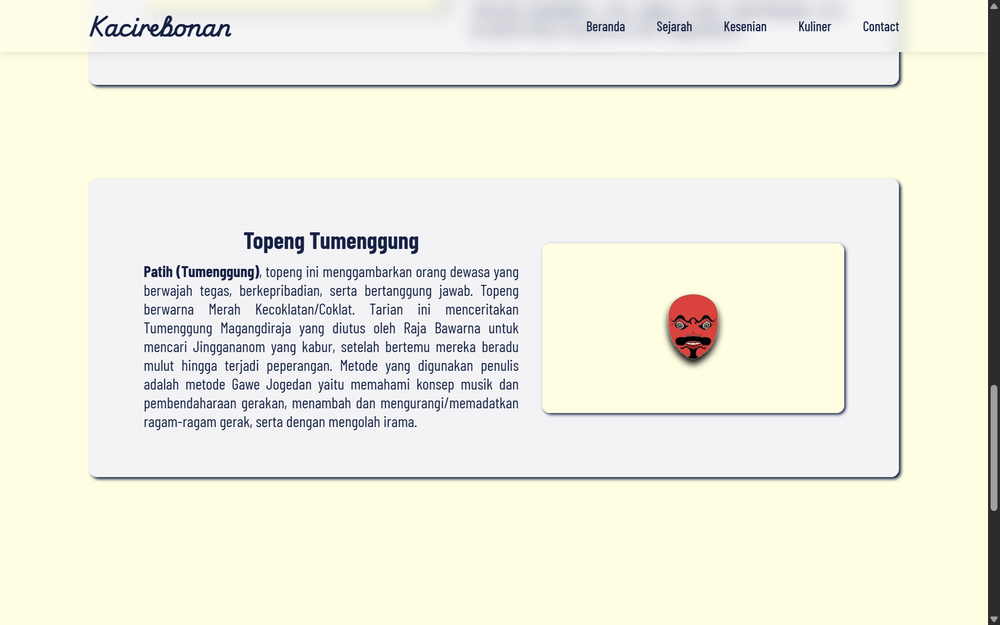 Kacirebonan
Beranda Sejarah Kesenian Kuliner Contact
Topeng Tumenggung
Patih (Tumenggung), topeng ini menggambarkan orang dewasa yang
berwajah tegas, berkepribadian, serta bertanggung jawab. Topeng
berwarna Merah Kecoklatan/Coklat. Tarian ini menceritakan
Tumenggung Magangdiraja yang diutus oleh Raja Bawarna untuk
mencari Jinggananom yang kabur, setelah bertemu mereka beradu
mulut hingga terjadi peperangan. Metode yang digunakan penulis
adalah metode Gawe Jogedan yaitu memahami konsep musik dan
pembendaharaan gerakan, menambah dan mengurangi/memadatkan
ragam-ragam gerak, serta dengan mengolah irama.